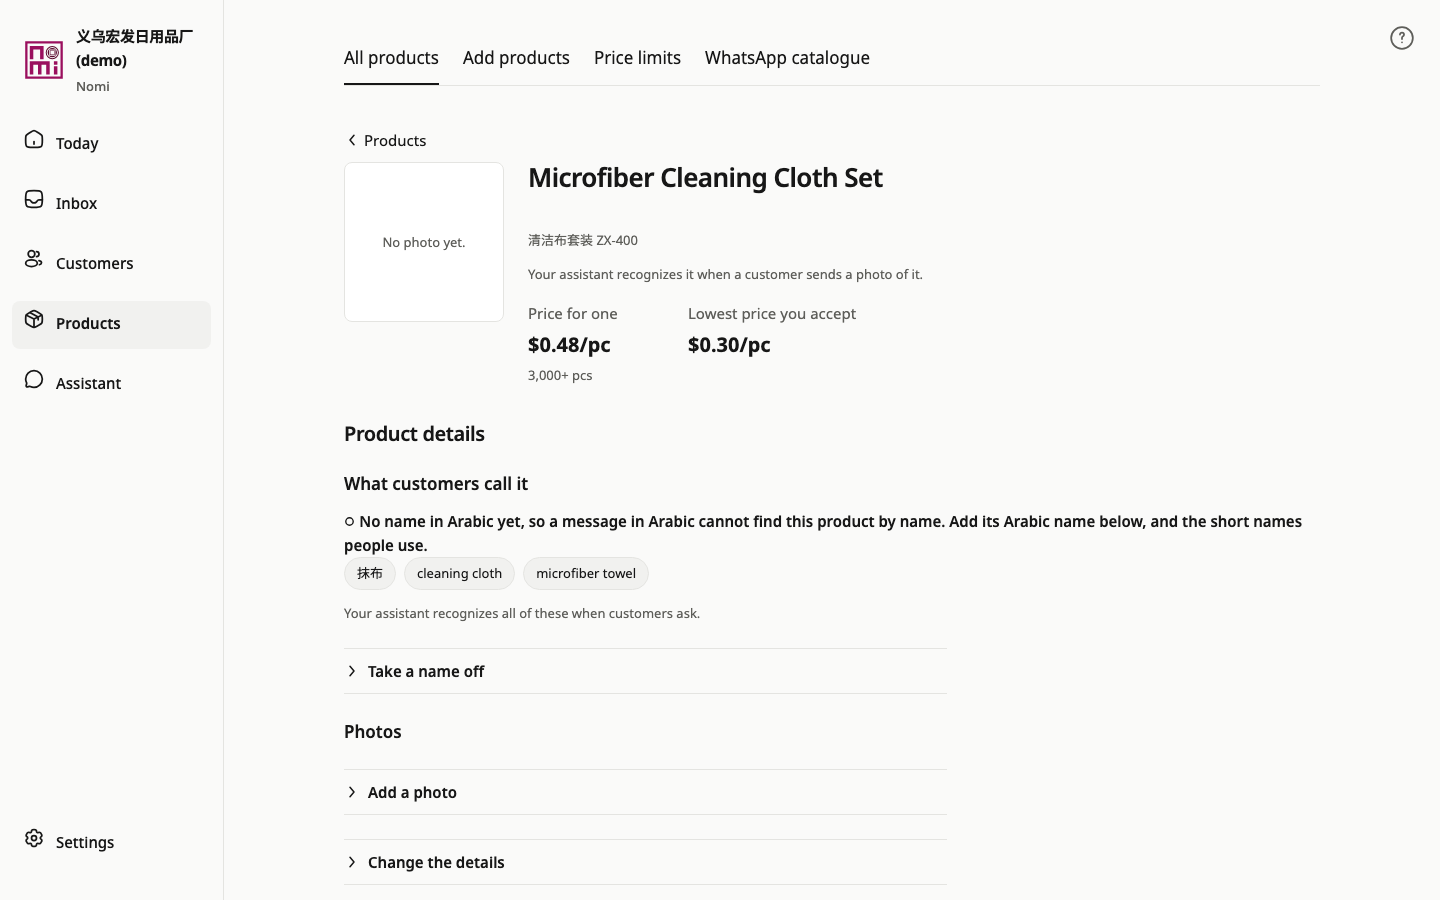 nomi
义乌宏发日用品厂
(demo)
Nomi
Today
Inbox
Customers
Products
Assistant
Settings
All products
Add products
Price limits
WhatsApp catalogue
?
Products
No photo yet.
Microfiber Cleaning Cloth Set
清洁布套装 ZX-400
Your assistant recognizes it when a customer sends a photo of it.
Price for one
$0.48/pc
3,000+ pcs
Lowest price you accept
$0.30/pc
Product details
What customers call it
No name in Arabic yet, so a message in Arabic cannot find this product by name. Add its Arabic name below, and the short names
people use.
抹布
cleaning cloth
microfiber towel
Your assistant recognizes all of these when customers ask.
Take a name off
Photos
Add a photo
Change the details